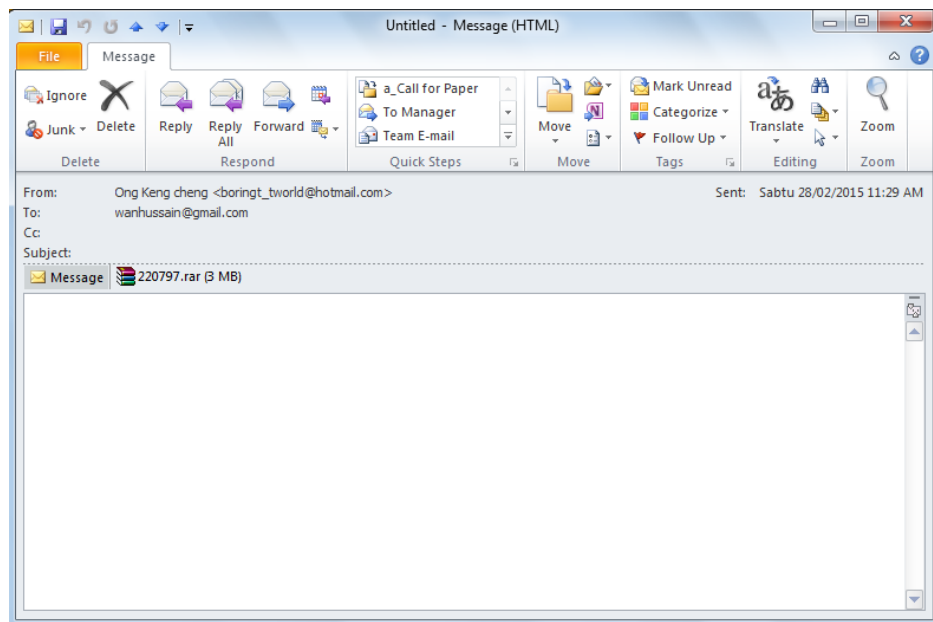 Untitled - Message (HTML)
File Message
Ignore
Junk
Delete
Reply
Reply All
Forward
a_Call for Paper
To Manager
Team E-mail
Move
Mark Unread
Categorize
Follow Up
Translate
Zoom
Delete Respond Quick Steps Move Tags Editing Zoom
From: Ong Keng cheng <boringt_tworld@hotmail.com> Sent: Sabtu 28/02/2015 11:29 AM
To: wanhussain@gmail.com
Cc:
Subject:
Message 220797.rar (3 MB)